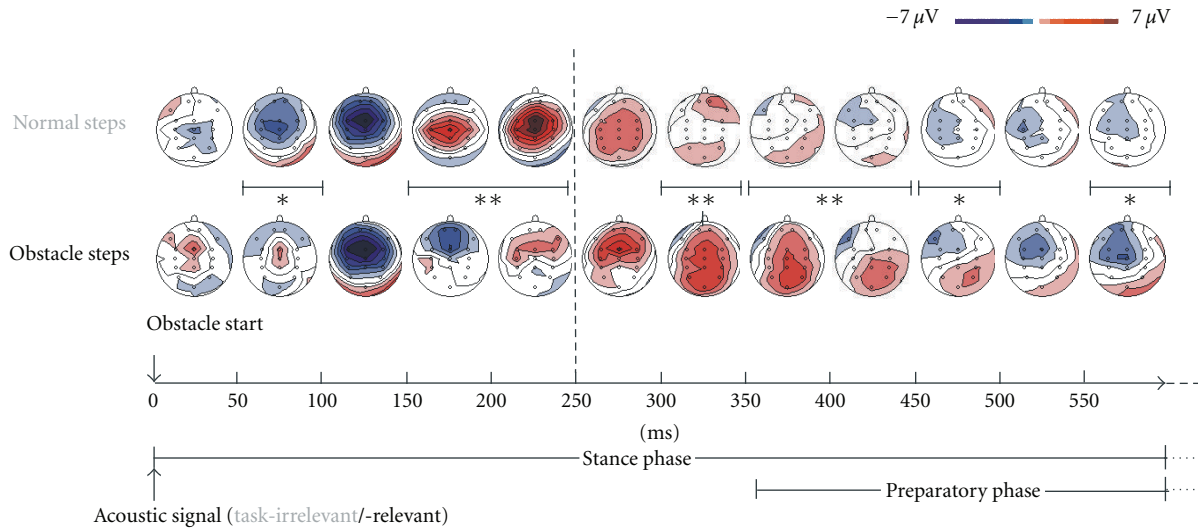 −7 μV 7 μV
Normal steps
* ** ** ** * *
Obstacle steps
Obstacle start
0 50 100 150 200 250 300 350 400 450 500 550
(ms)
Stance phase
Preparatory phase
Acoustic signal (task-irrelevant/-relevant)